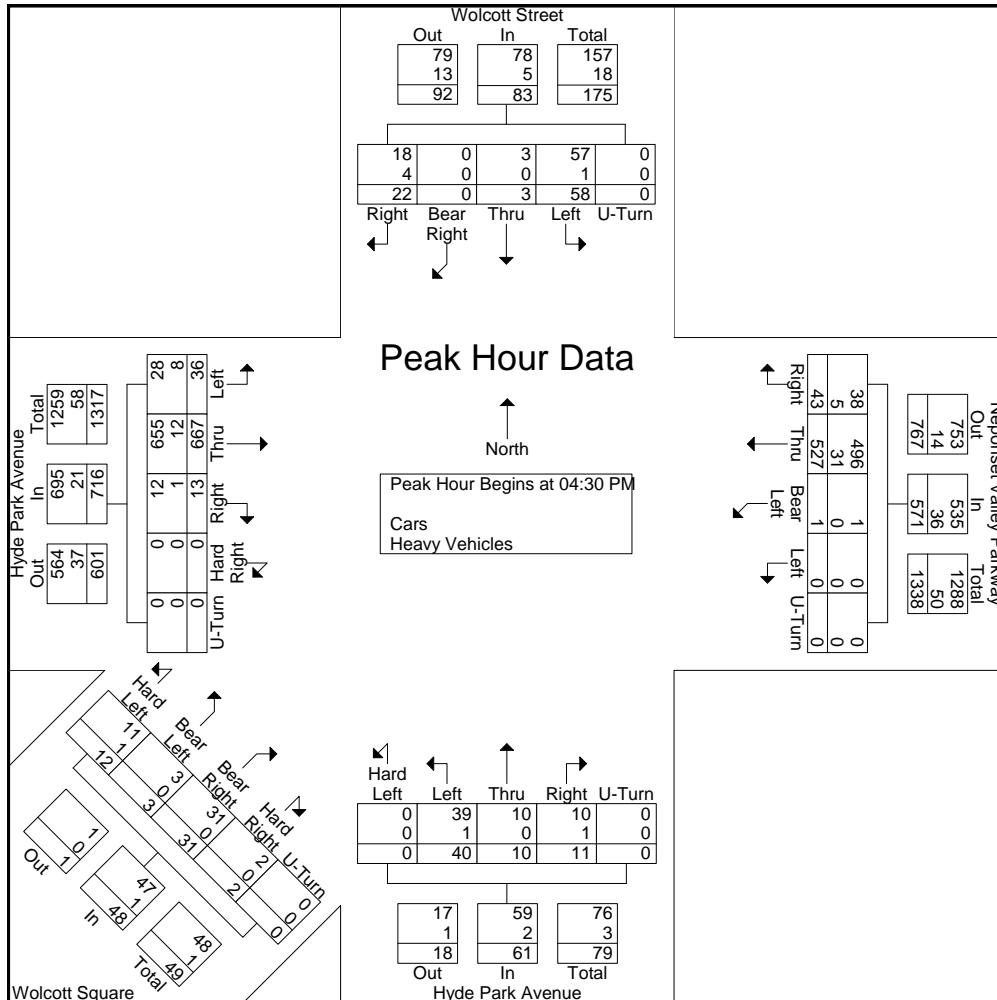 Wolcott Street
Out In Total
79 78 157
13 5 18
92 83 175
18 0 3 57 0
4 0 0 1 0
22 0 3 58 0
Right Bear Right Thru Left U-Turn
Peak Hour Data
North
Peak Hour Begins at 04:30 PM
Cars
Heavy Vehicles
Hyde Park Avenue
Total In Out
1259 695 564
58 21 37
1317 716 601
28 655 12 0 0
8 12 1 0 0
36 667 13 0 0
Left Thru Right Hard Right U-Turn
Neponset Valley Parkway
Out In Total
753 535 1288
14 36 50
767 571 1338
38 496 1 0 0
5 31 0 0 0
43 527 1 0 0
Right Thru Bear Left Left U-Turn
Hard Left Bear Left Bear Right Hard Right U-Turn
11 3 31 2 0
1 0 0 0 0
12 3 31 2 0
1 47 48
0 1 1
1 48 49
Out In Total
Wolcott Square
Hard Left Left Thru Right U-Turn
0 39 10 10 0
0 1 0 1 0
0 40 10 11 0
17 59 76
1 2 3
18 61 79
Out In Total
Hyde Park Avenue